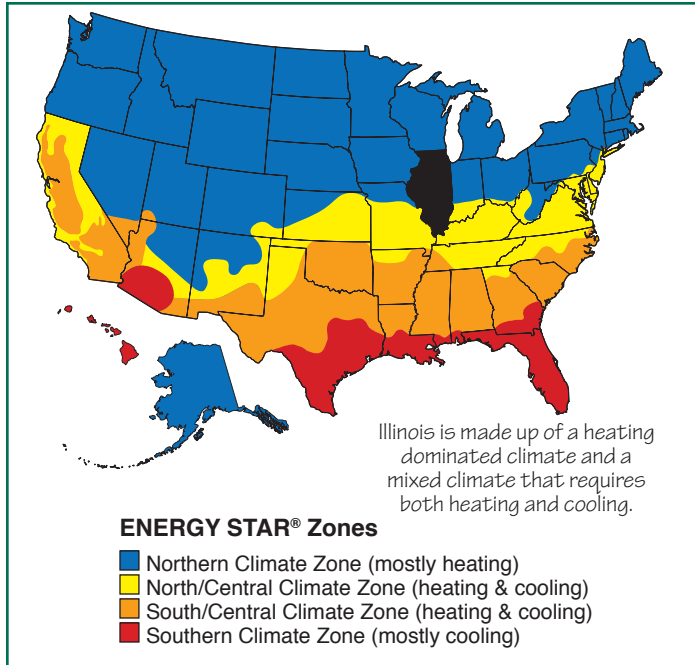 Illinois is made up of a heating
dominated climate and a
mixed climate that requires
both heating and cooling.
ENERGY STAR® Zones
Northern Climate Zone (mostly heating)
North/Central Climate Zone (heating & cooling)
South/Central Climate Zone (heating & cooling)
Southern Climate Zone (mostly cooling)